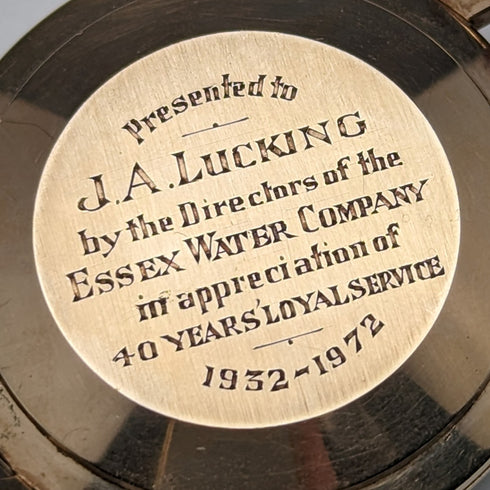 Presented to
J.A. LUCKING
by the Directors of the
ESSEX WATER COMPANY
in appreciation of
40 YEARS' LOYAL SERVICE
1932-1972